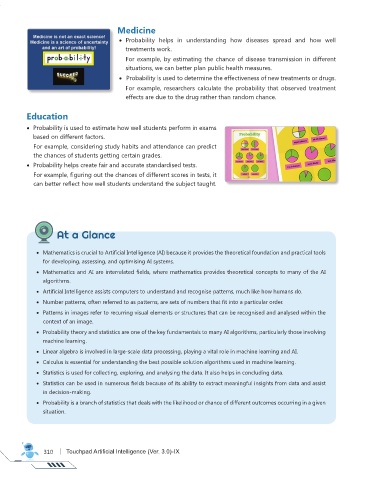 Medicine is not an exact science!
Medicine is a science of uncertainty
and an art of probability!
probability
Medicine
• Probability helps in understanding how diseases spread and how well
treatments work.
For example, by estimating the chance of disease transmission in different
situations, we can better plan public health measures.
• Probability is used to determine the effectiveness of new treatments or drugs.
For example, researchers calculate the probability that observed treatment
effects are due to the drug rather than random chance.
Education
• Probability is used to estimate how well students perform in exams
based on different factors.
For example, considering study habits and attendance can predict
the chances of students getting certain grades.
• Probability helps create fair and accurate standardised tests.
For example, figuring out the chances of different scores in tests, it
can better reflect how well students understand the subject taught.
Probability
At a Glance
• Mathematics is crucial to Artificial Intelligence (AI) because it provides the theoretical foundation and practical tools
for developing, assessing, and optimising AI systems.
• Mathematics and AI are interrelated fields, where mathematics provides theoretical concepts to many of the AI
algorithms.
• Artificial Intelligence assists computers to understand and recognise patterns, much like how humans do.
• Number patterns, often referred to as patterns, are sets of numbers that fit into a particular order.
• Patterns in images refer to recurring visual elements or structures that can be recognised and analysed within the
context of an image.
• Probability theory and statistics are one of the key fundamentals to many AI algorithms, particularly those involving
machine learning.
• Linear algebra is involved in large-scale data processing, playing a vital role in machine learning and AI.
• Calculus is essential for understanding the best possible solution algorithms used in machine learning.
• Statistics is used for collecting, exploring, and analysing the data. It also helps in concluding data.
• Statistics can be used in numerous fields because of its ability to extract meaningful insights from data and assist
in decision-making.
• Probability is a branch of statistics that deals with the likelihood or chance of different outcomes occurring in a given
situation.
310 | Touchpad Artificial Intelligence (Ver. 3.0)-IX